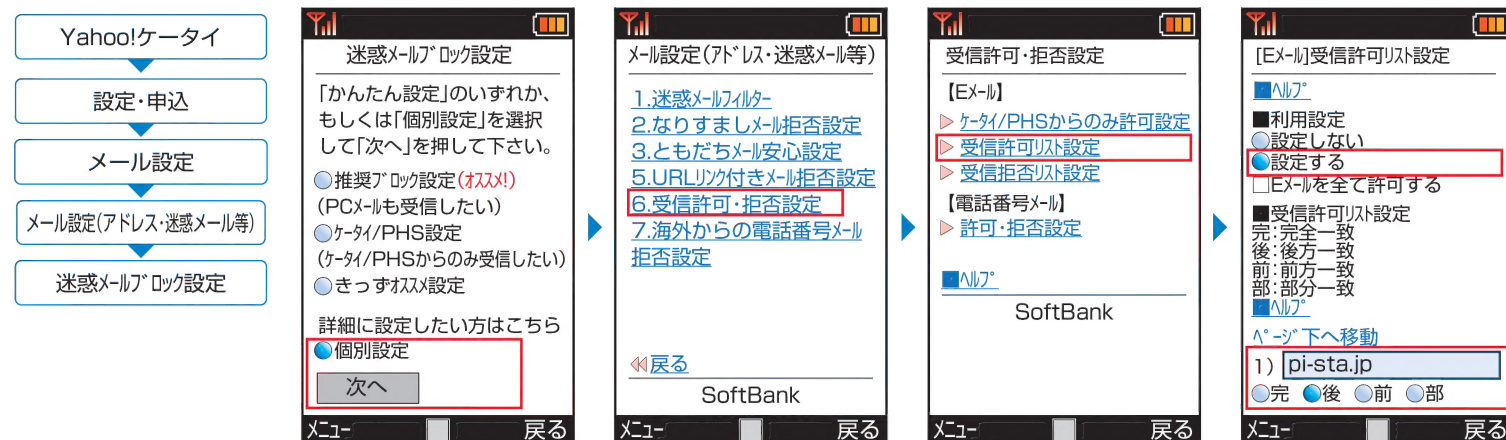 Yahoo!ケータイ
設定・申込
メール設定
メール設定(アドレス・迷惑メール等)
迷惑ﾒｰﾙﾌﾞﾛｯｸ設定
迷惑ﾒｰﾙﾌﾞﾛｯｸ設定
「かんたん設定」のいずれか、
もしくは「個別設定」を選択
して「次へ」を押して下さい。
推奨ﾌﾞﾛｯｸ設定(ｵｽｽﾒ!)
(PCﾒｰﾙも受信したい)
ｹｰﾀｲ/PHS設定
(ｹｰﾀｲ/PHSからのみ受信したい)
きっずｵｽｽﾒ設定
詳細に設定したい方はこちら
個別設定
次へ
ﾒﾆｭｰ 戻る
ﾒｰﾙ設定(ｱﾄﾞﾚｽ・迷惑ﾒｰﾙ等)
1.迷惑ﾒｰﾙﾌｨﾙﾀｰ
2.なりすましﾒｰﾙ拒否設定
3.ともだちﾒｰﾙ安心設定
5.URLﾘﾝｸ付きﾒｰﾙ拒否設定
6.受信許可・拒否設定
7.海外からの電話番号ﾒｰﾙ
拒否設定
戻る
SoftBank
ﾒﾆｭｰ 戻る
受信許可・拒否設定
【Eﾒｰﾙ】
ｹｰﾀｲ/PHSからのみ許可設定
受信許可ﾘｽﾄ設定
受信拒否ﾘｽﾄ設定
【電話番号ﾒｰﾙ】
許可・拒否設定
■ﾍﾙﾌﾟ
SoftBank
ﾒﾆｭｰ 戻る
[Eﾒｰﾙ]受信許可ﾘｽﾄ設定
■ﾍﾙﾌﾟ
■利用設定
設定しない
設定する
□Eﾒｰﾙを全て許可する
■受信許可ﾘｽﾄ設定
完:完全一致
後:後方一致
前:前方一致
部:部分一致
■ﾍﾙﾌﾟ
ﾍﾟｰｼﾞ下へ移動
1) pi-sta.jp
完 後 前 部
ﾒﾆｭｰ 戻る